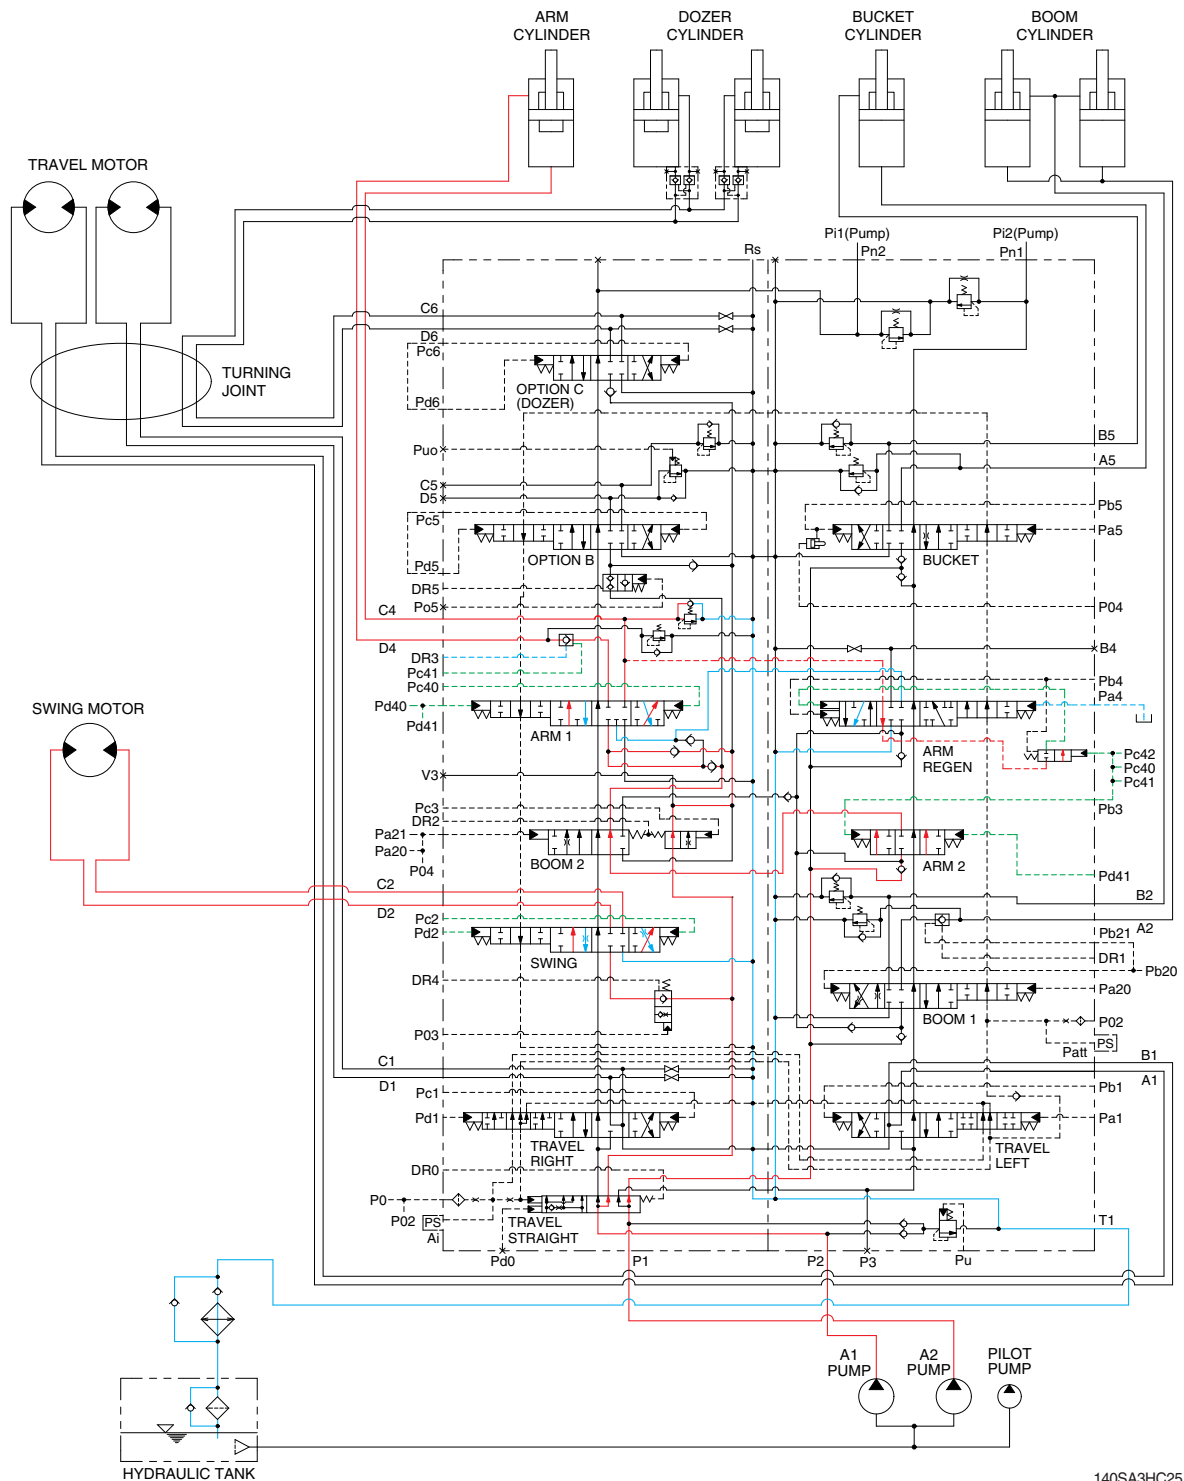 ARM
CYLINDER
DOZER
CYLINDER
BUCKET
CYLINDER
BOOM
CYLINDER
TRAVEL MOTOR
TURNING
JOINT
Pi1(Pump)
Pn2
Pi2(Pump)
Pn1
Rs
C6
D6
Pc6
Pd6
OPTION C
(DOZER)
Puo
C5
D5
Pc5
Pd5
OPTION B
DR5
Po5
B5
A5
Pb5
Pa5
BUCKET
P04
C4
D4
DR3
Pc41
Pc40
Pd40
Pd41
ARM 1
B4
Pb4
Pa4
ARM
REGEN
Pc42
Pc40
Pc41
SWING MOTOR
V3
Pc3
DR2
Pa21
Pa20
P04
BOOM 2
Pb3
ARM 2
Pd41
C2
D2
Pc2
Pd2
SWING
B2
A2
Pb21
DR1
Pb20
Pa20
BOOM 1
DR4
P03
P02
PS
Patt
C1
D1
Pc1
Pd1
TRAVEL
RIGHT
B1
A1
Pb1
Pa1
TRAVEL
LEFT
DR0
P0
P02
PS
Ai
TRAVEL
STRAIGHT
Pd0
P1
P2
P3
Pu
T1
A1
PUMP
A2
PUMP
PILOT
PUMP
HYDRAULIC TANK
140SA3HC25